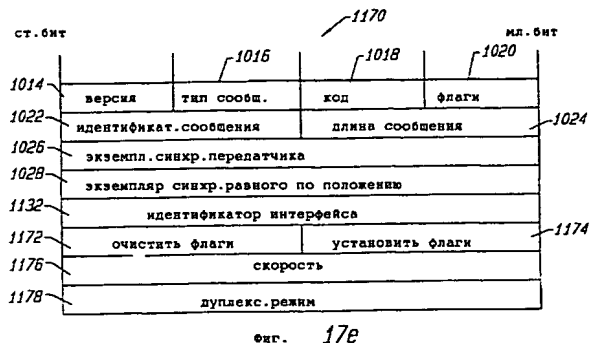 ст.бит 1170 мл.бит
1016 1018 1020
1014 версия тип сообщ. код флаги
1022 идентификат.сообщения длина сообщения 1024
1026 экземпл.синхр.передатчика
1028 экземпляр синхр.равного по положению
1132 идентификатор интерфейса
1172 очистить флаги установить флаги 1174
1176 скорость
1178 дуплекс.режим
Фиг. 17e